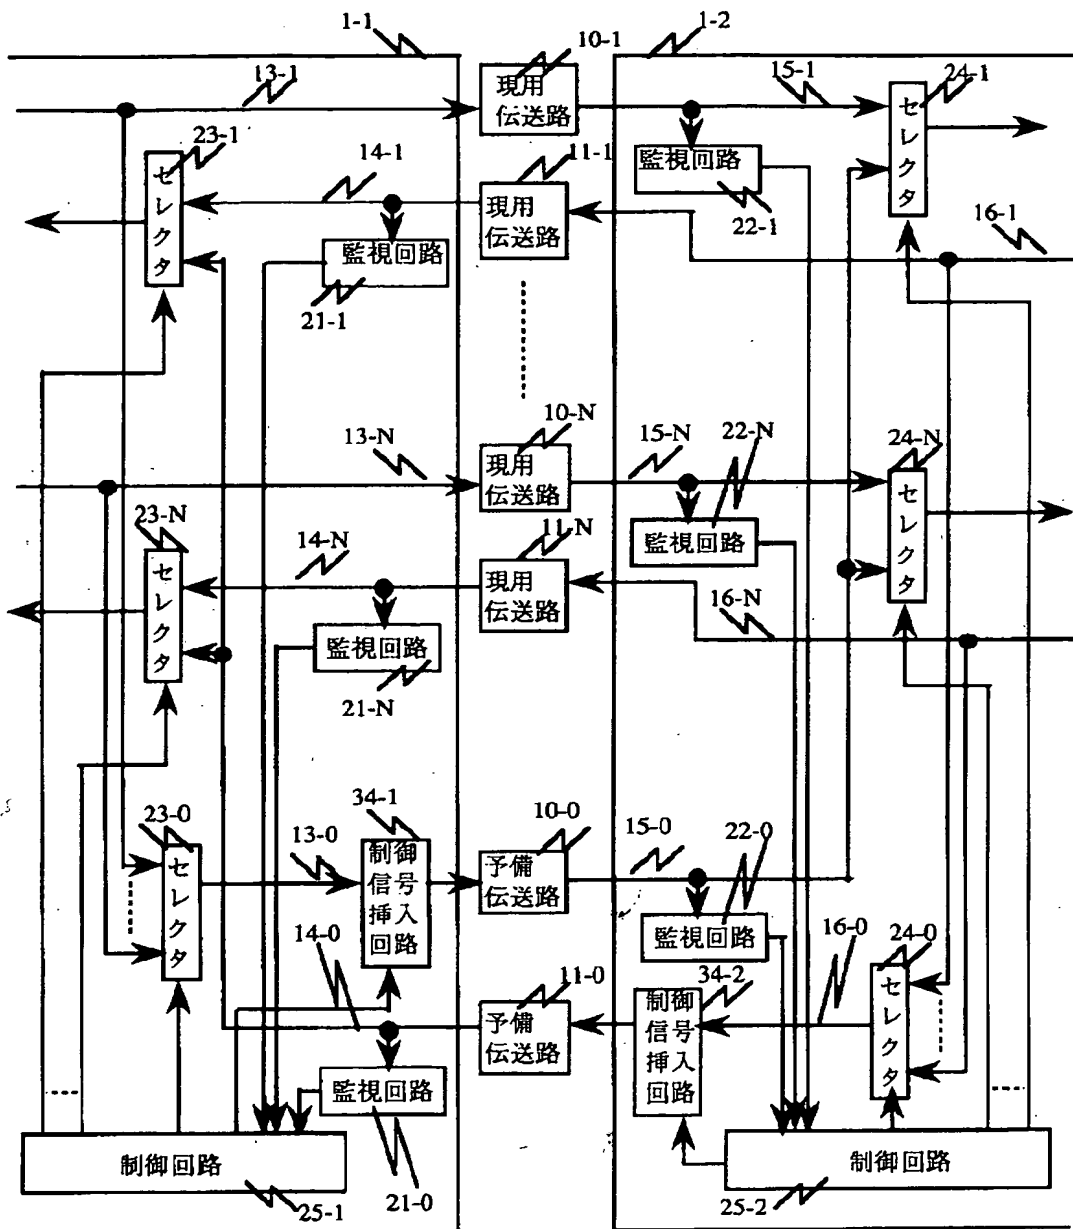 1-1
10-1
1-2
13-1
現用
伝送路
15-1
24-1
セレクタ
23-1
セレクタ
14-1
11-1
監視回路
現用
伝送路
22-1
16-1
監視回路
21-1
10-N
13-N
現用
伝送路
15-N
22-N
24-N
セレクタ
23-N
セレクタ
14-N
11-N
監視回路
現用
伝送路
16-N
監視回路
21-N
34-1
23-0
セレクタ
13-0
制御
信号
挿入
回路
10-0
予備
伝送路
15-0
22-0
監視回路
14-0
11-0
予備
伝送路
34-2
制御
信号
挿入
回路
16-0
24-0
セレクタ
監視回路
制御回路
21-0
25-1
制御回路
25-2